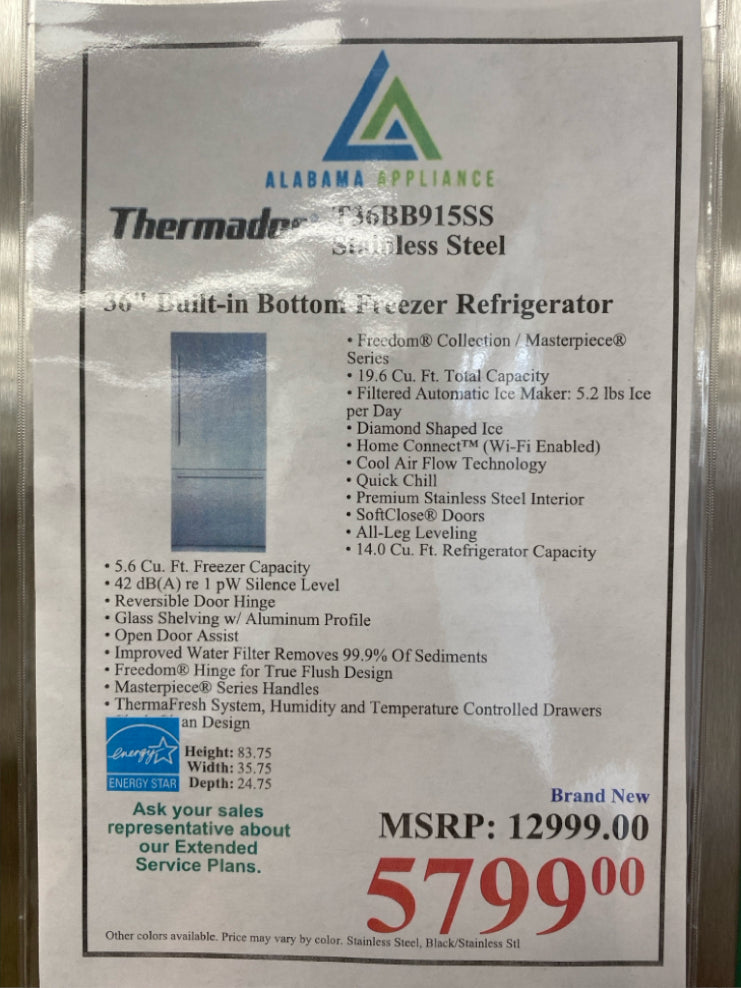 ALABAMA APPLIANCE
Thermador® T36BB915SS
Stainless Steel
36" Built-in Bottom Freezer Refrigerator
• Freedom® Collection / Masterpiece®
Series
• 19.6 Cu. Ft. Total Capacity
• Filtered Automatic Ice Maker: 5.2 lbs Ice
per Day
• Diamond Shaped Ice
• Home Connect™ (Wi-Fi Enabled)
• Cool Air Flow Technology
• Quick Chill
• Premium Stainless Steel Interior
• SoftClose® Doors
• All-Leg Leveling
• 14.0 Cu. Ft. Refrigerator Capacity
• 5.6 Cu. Ft. Freezer Capacity
• 42 dB(A) re 1 pW Silence Level
• Reversible Door Hinge
• Glass Shelving w/ Aluminum Profile
• Open Door Assist
• Improved Water Filter Removes 99.9% Of Sediments
• Freedom® Hinge for True Flush Design
• Masterpiece® Series Handles
• ThermaFresh System, Humidity and Temperature Controlled Drawers
Design
energy
ENERGY STAR
Height: 83.75
Width: 35.75
Depth: 24.75
Ask your sales
representative about
our Extended
Service Plans.
Brand New
MSRP: 12999.00
5799 00
Other colors available. Price may vary by color. Stainless Steel, Black/Stainless Stl